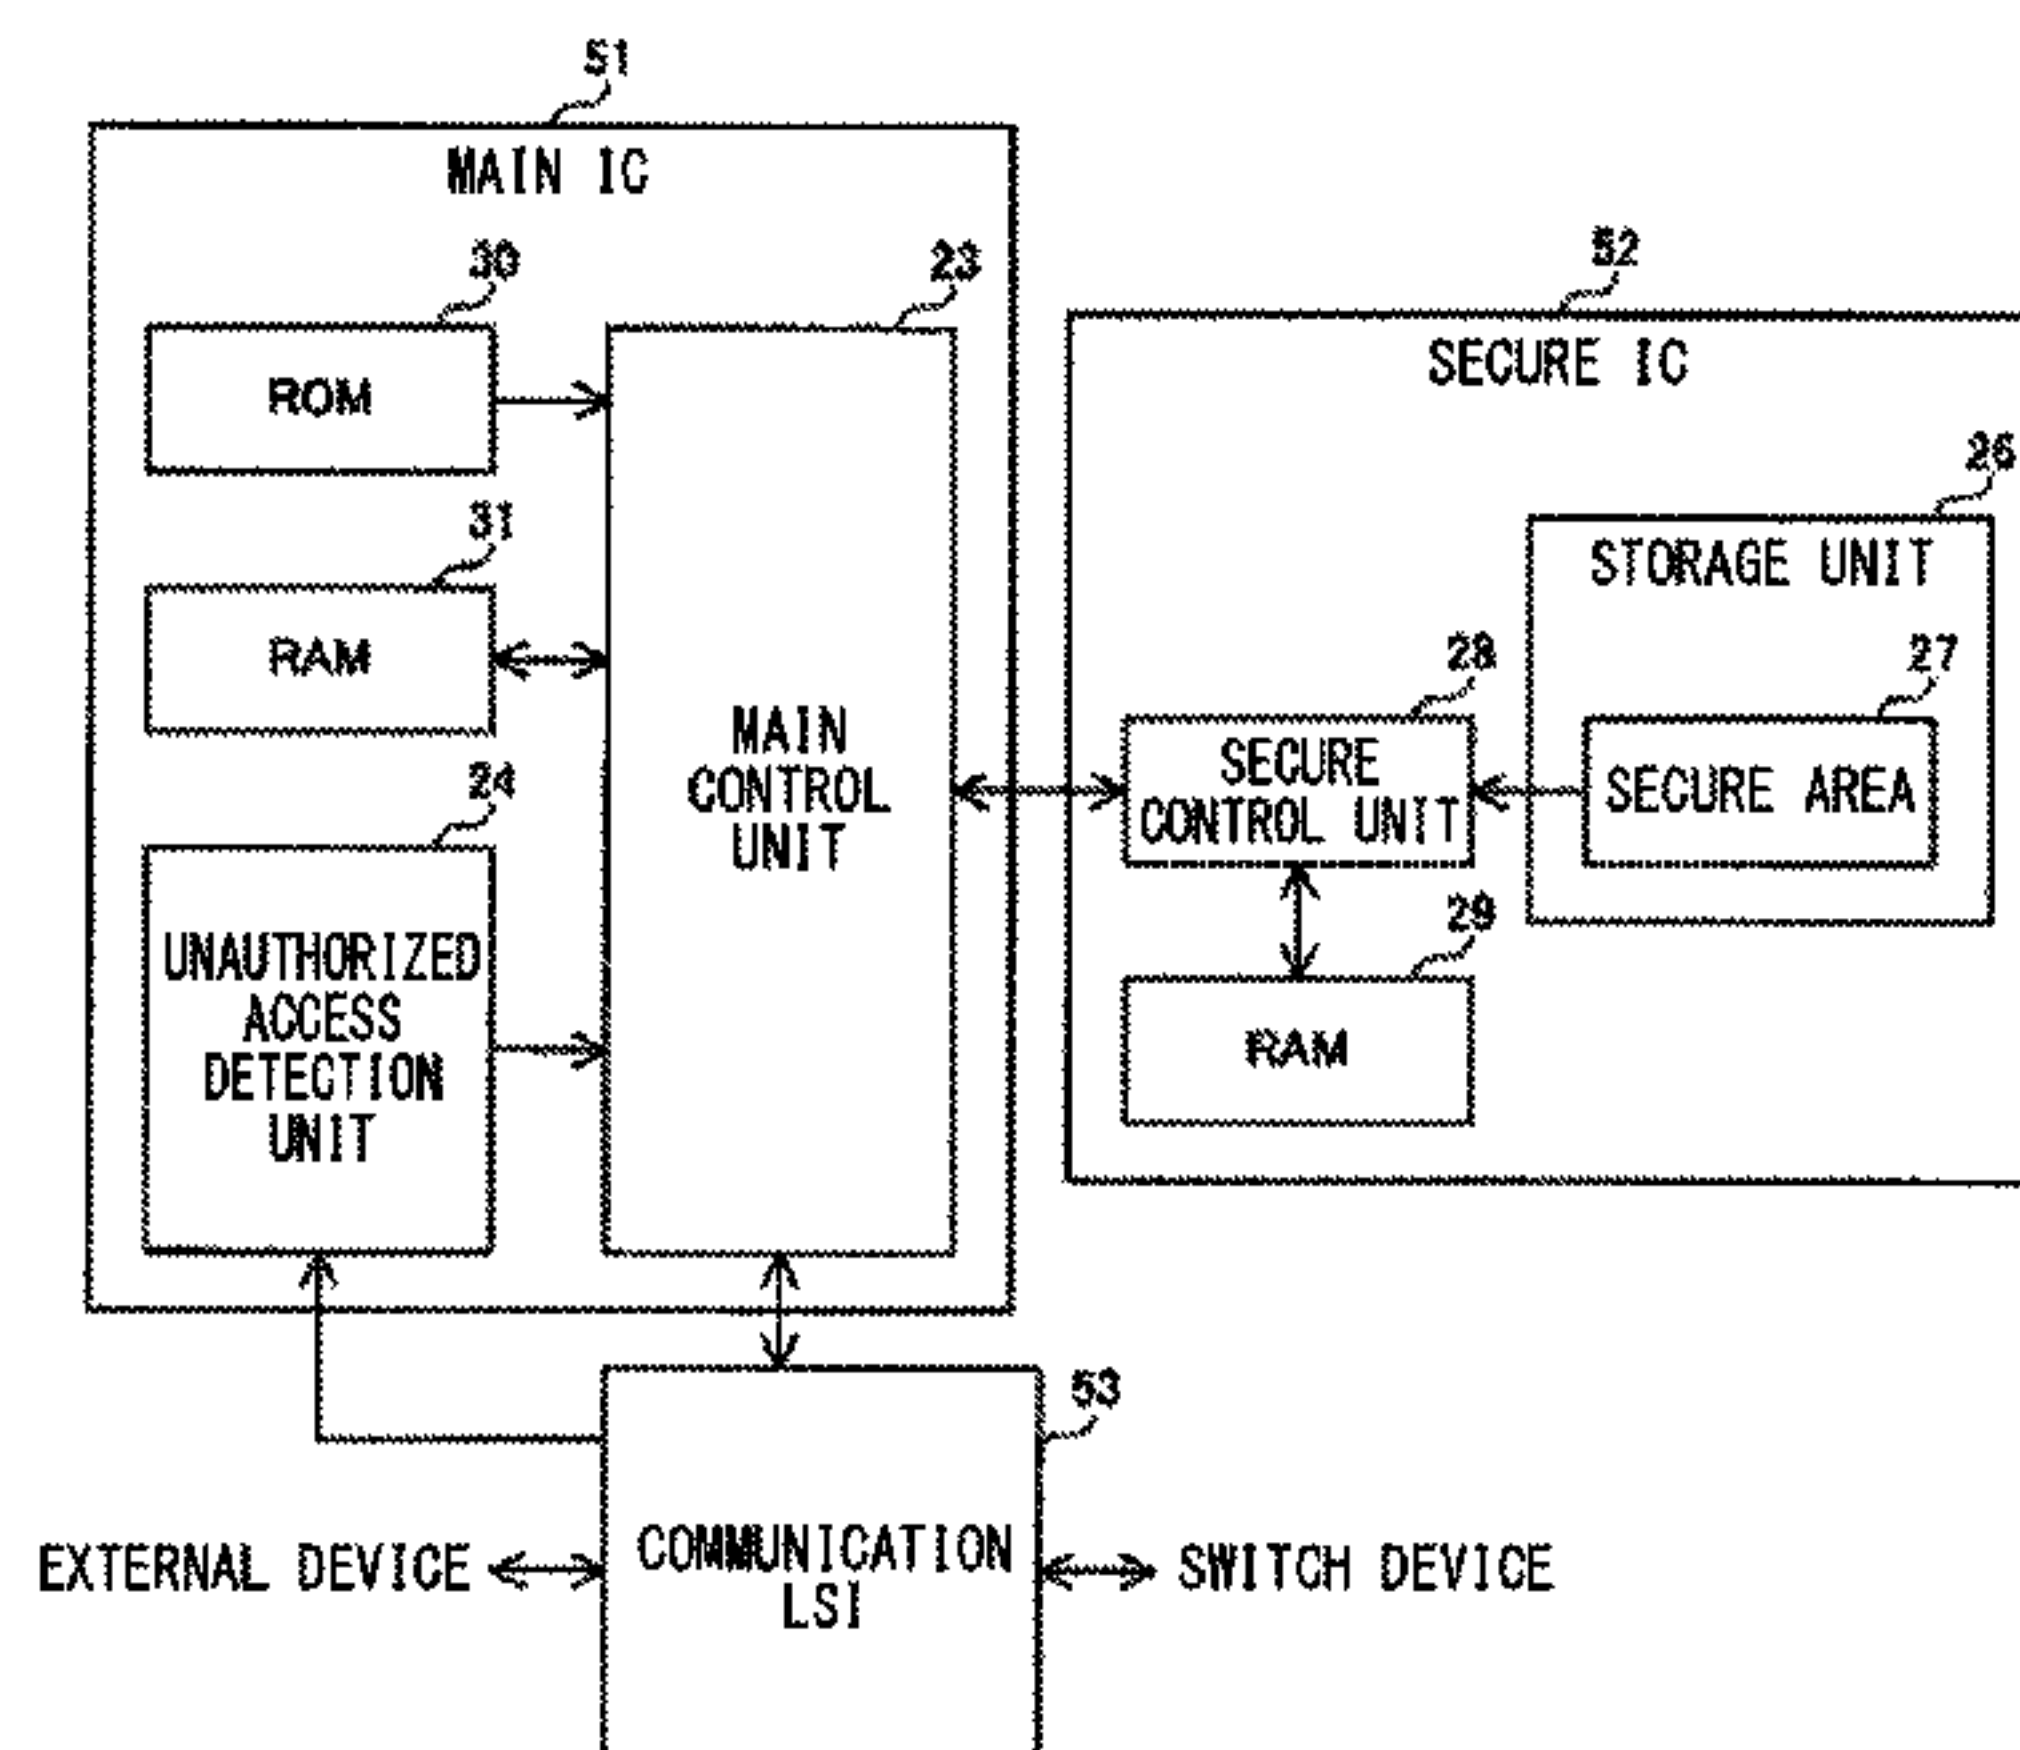 51
MAIN IC
30
ROM
31
RAM
24
UNAUTHORIZED
ACCESS
DETECTION
UNIT
23
MAIN
CONTROL
UNIT
52
SECURE IC
26
STORAGE UNIT
27
SECURE AREA
28
SECURE
CONTROL UNIT
29
RAM
53
COMMUNICATION
LSI
EXTERNAL DEVICE
SWITCH DEVICE